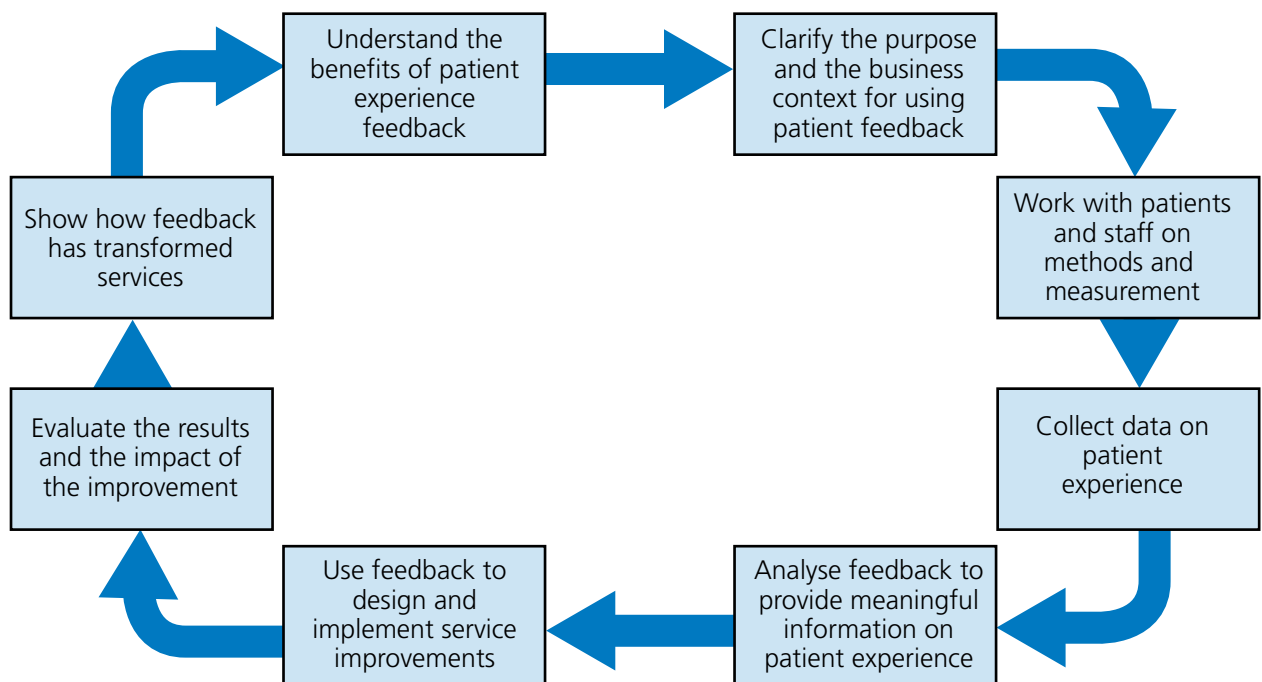 Understand the
benefits of patient
experience
feedback
Clarify the purpose
and the business
context for using
patient feedback
Work with patients
and staff on
methods and
measurement
Collect data on
patient
experience
Analyse feedback to
provide meaningful
information on
patient experience
Use feedback to
design and
implement service
improvements
Evaluate the results
and the impact of
the improvement
Show how feedback
has transformed
services